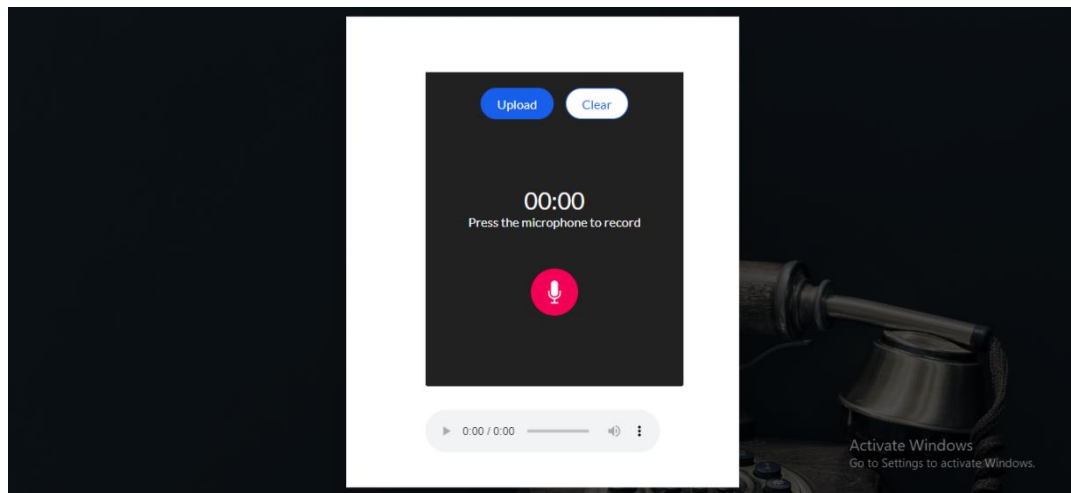 Upload Clear
00:00
Press the microphone to record
0:00 / 0:00
Activate Windows
Go to Settings to activate Windows.